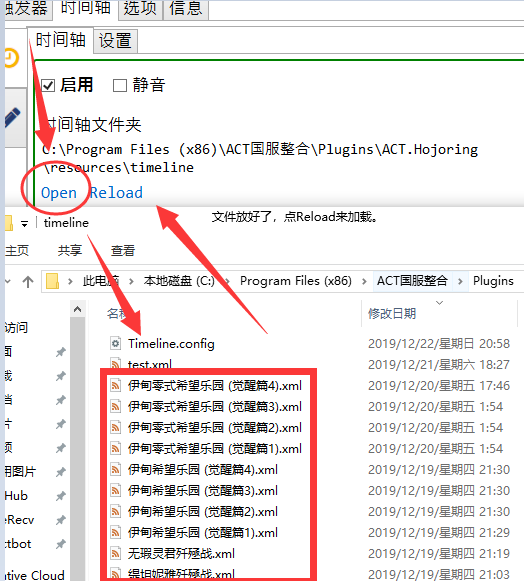 触发器 时间轴 选项 信息
时间轴 设置
启用 静音
时间轴文件夹
C:\Program Files (x86)\ACT国服整合\Plugins\ACT.Hojoring
\resources\timeline
Open Reload
文件放好了，点Reload来加载。
timeline
主页 共享 查看
此电脑 本地磁盘 (C:) Program Files (x86) ACT国服整合 Plugins
名称 修改日期
Timeline.config 2019/12/22/星期日 20:58
test.xml 2019/12/21/星期六 18:27
伊甸零式希望乐园 (觉醒篇4).xml 2019/12/20/星期五 17:46
伊甸零式希望乐园 (觉醒篇3).xml 2019/12/20/星期五 1:54
伊甸零式希望乐园 (觉醒篇2).xml 2019/12/20/星期五 1:54
伊甸零式希望乐园 (觉醒篇1).xml 2019/12/20/星期五 1:54
伊甸希望乐园 (觉醒篇4).xml 2019/12/19/星期四 21:30
伊甸希望乐园 (觉醒篇3).xml 2019/12/19/星期四 21:30
伊甸希望乐园 (觉醒篇2).xml 2019/12/19/星期四 21:30
伊甸希望乐园 (觉醒篇1).xml 2019/12/19/星期四 21:30
无瑕灵君歼殛战.xml 2019/12/19/星期四 21:19
缇坦妮雅歼殛战.xml 2019/12/19/星期四 21:03
访问
面
载
档
片
频
用图片
Hub
eRecv
ctbot
ative Cloud